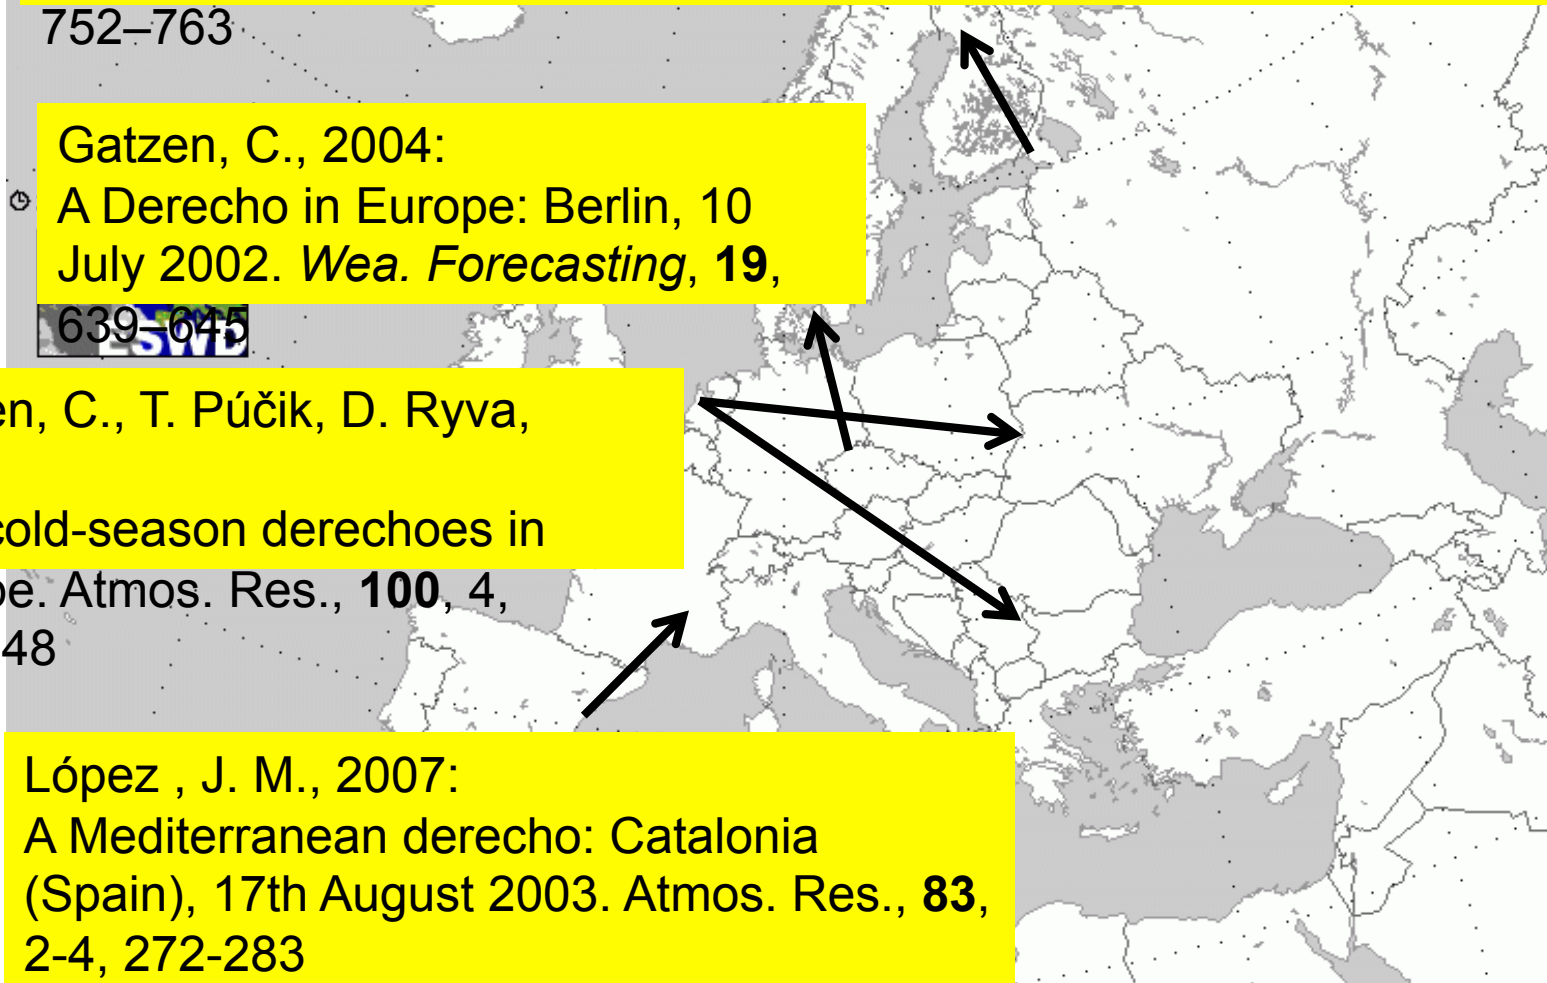 752–763
Gatzen, C., 2004:
A Derecho in Europe: Berlin, 10
July 2002. Wea. Forecasting, 19,
639–645
ESWD
en, C., T. Púčik, D. Ryva,
cold-season derechoes in
pe. Atmos. Res., 100, 4,
48
López , J. M., 2007:
A Mediterranean derecho: Catalonia
(Spain), 17th August 2003. Atmos. Res., 83,
2-4, 272-283